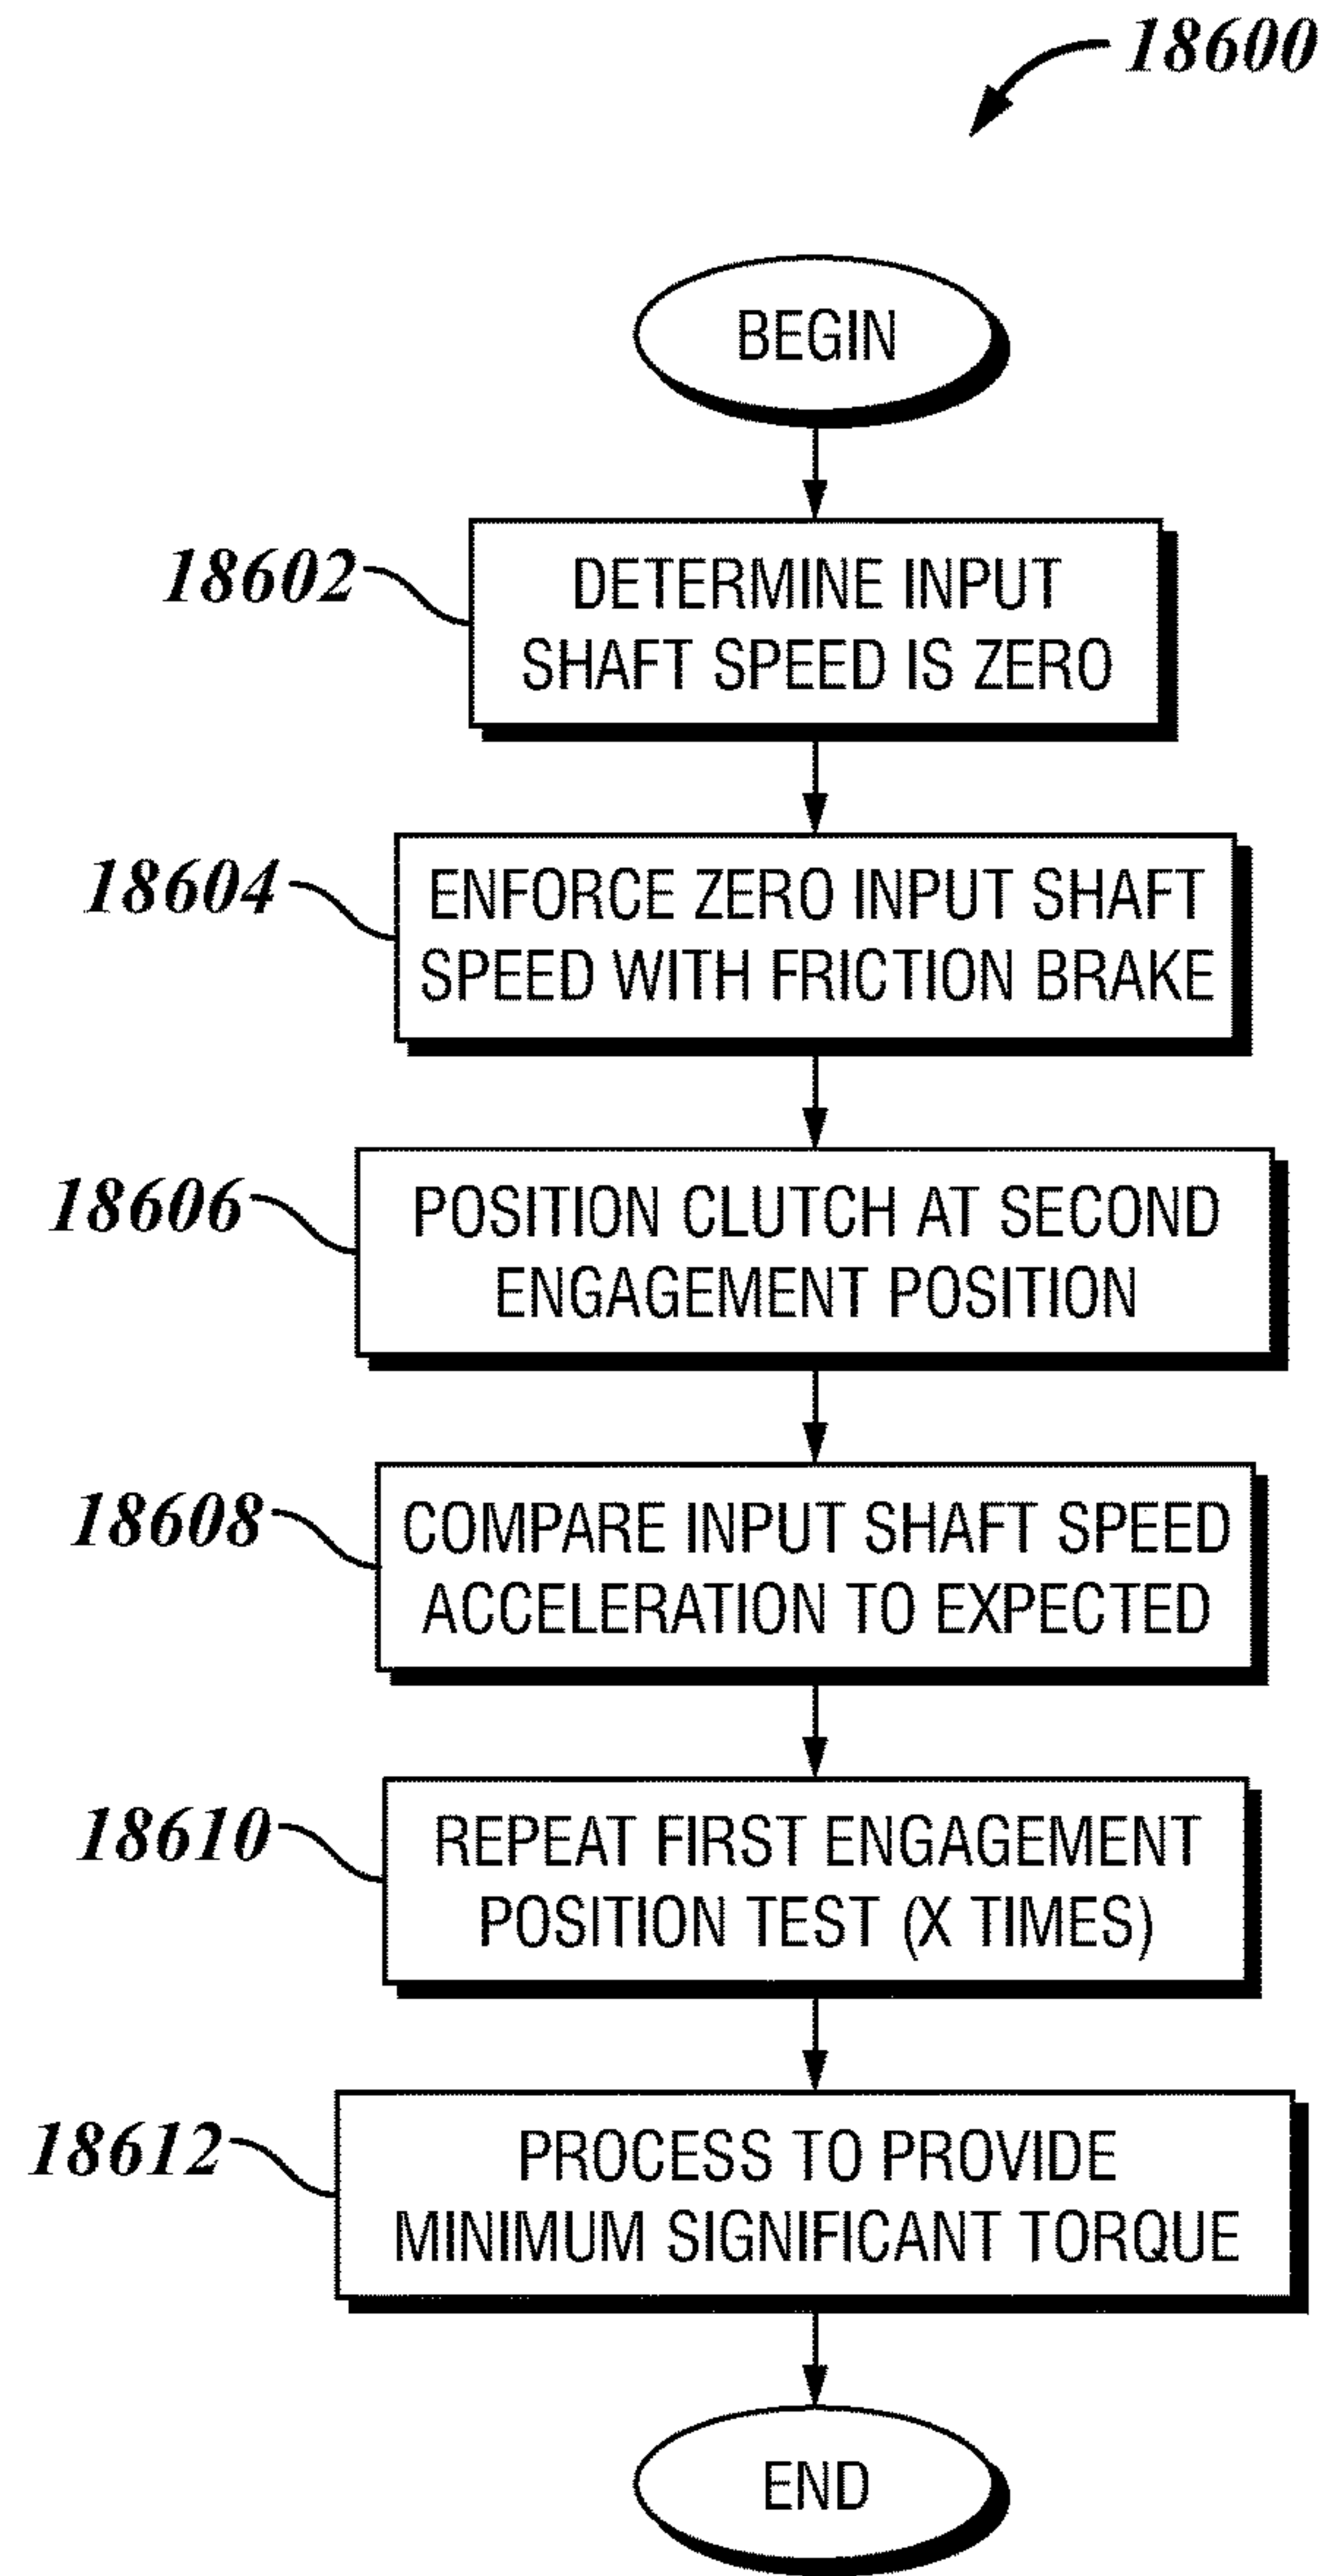 18600
BEGIN
18602
DETERMINE INPUT
SHAFT SPEED IS ZERO
18604
ENFORCE ZERO INPUT SHAFT
SPEED WITH FRICTION BRAKE
18606
POSITION CLUTCH AT SECOND
ENGAGEMENT POSITION
18608
COMPARE INPUT SHAFT SPEED
ACCELERATION TO EXPECTED
18610
REPEAT FIRST ENGAGEMENT
POSITION TEST (X TIMES)
18612
PROCESS TO PROVIDE
MINIMUM SIGNIFICANT TORQUE
END